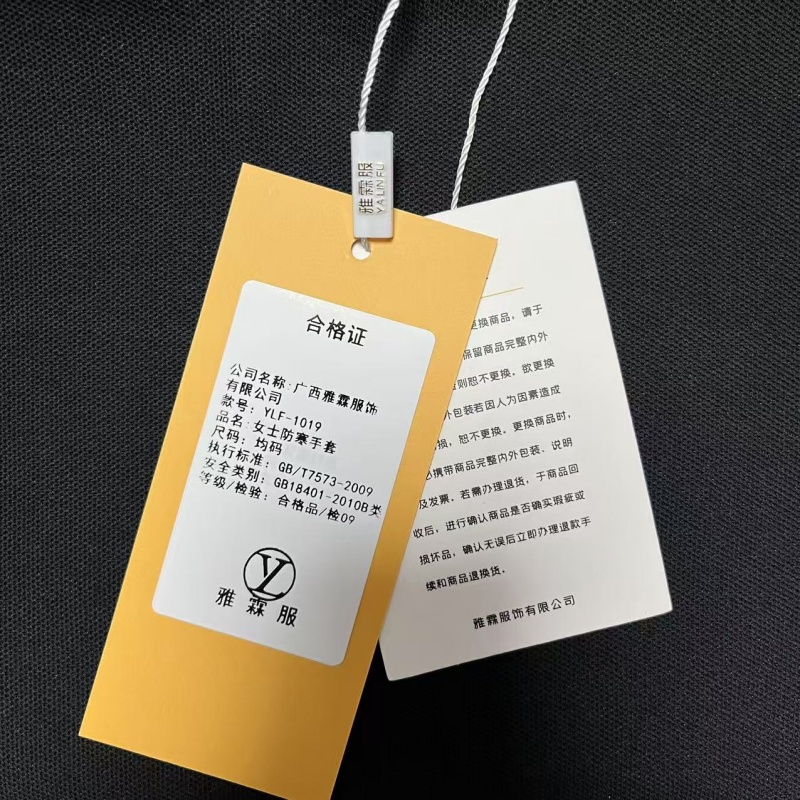 雅霖服
YA LIN FU
合格证
公司名称:广西雅霖服饰
有限公司
款号: YLF-1019
品名:女士防寒手套
尺码: 均码
执行标准: GB/T7573-2009
安全类别: GB18401-2010B类
等级/检验: 合格品/检09
雅霖服
更换商品, 请于
保留商品完整内外
否则恕不更换。欲更换
外包装若因人为因素造成
损, 恕不更换。更换商品时,
必携带商品完整内外包装、说明
及发票。若需办理退货, 于商品回
收后, 进行确认商品是否确实瑕疵或
损坏品, 确认无误后立即办理退款手
续和商品退换货。
雅霖服饰有限公司